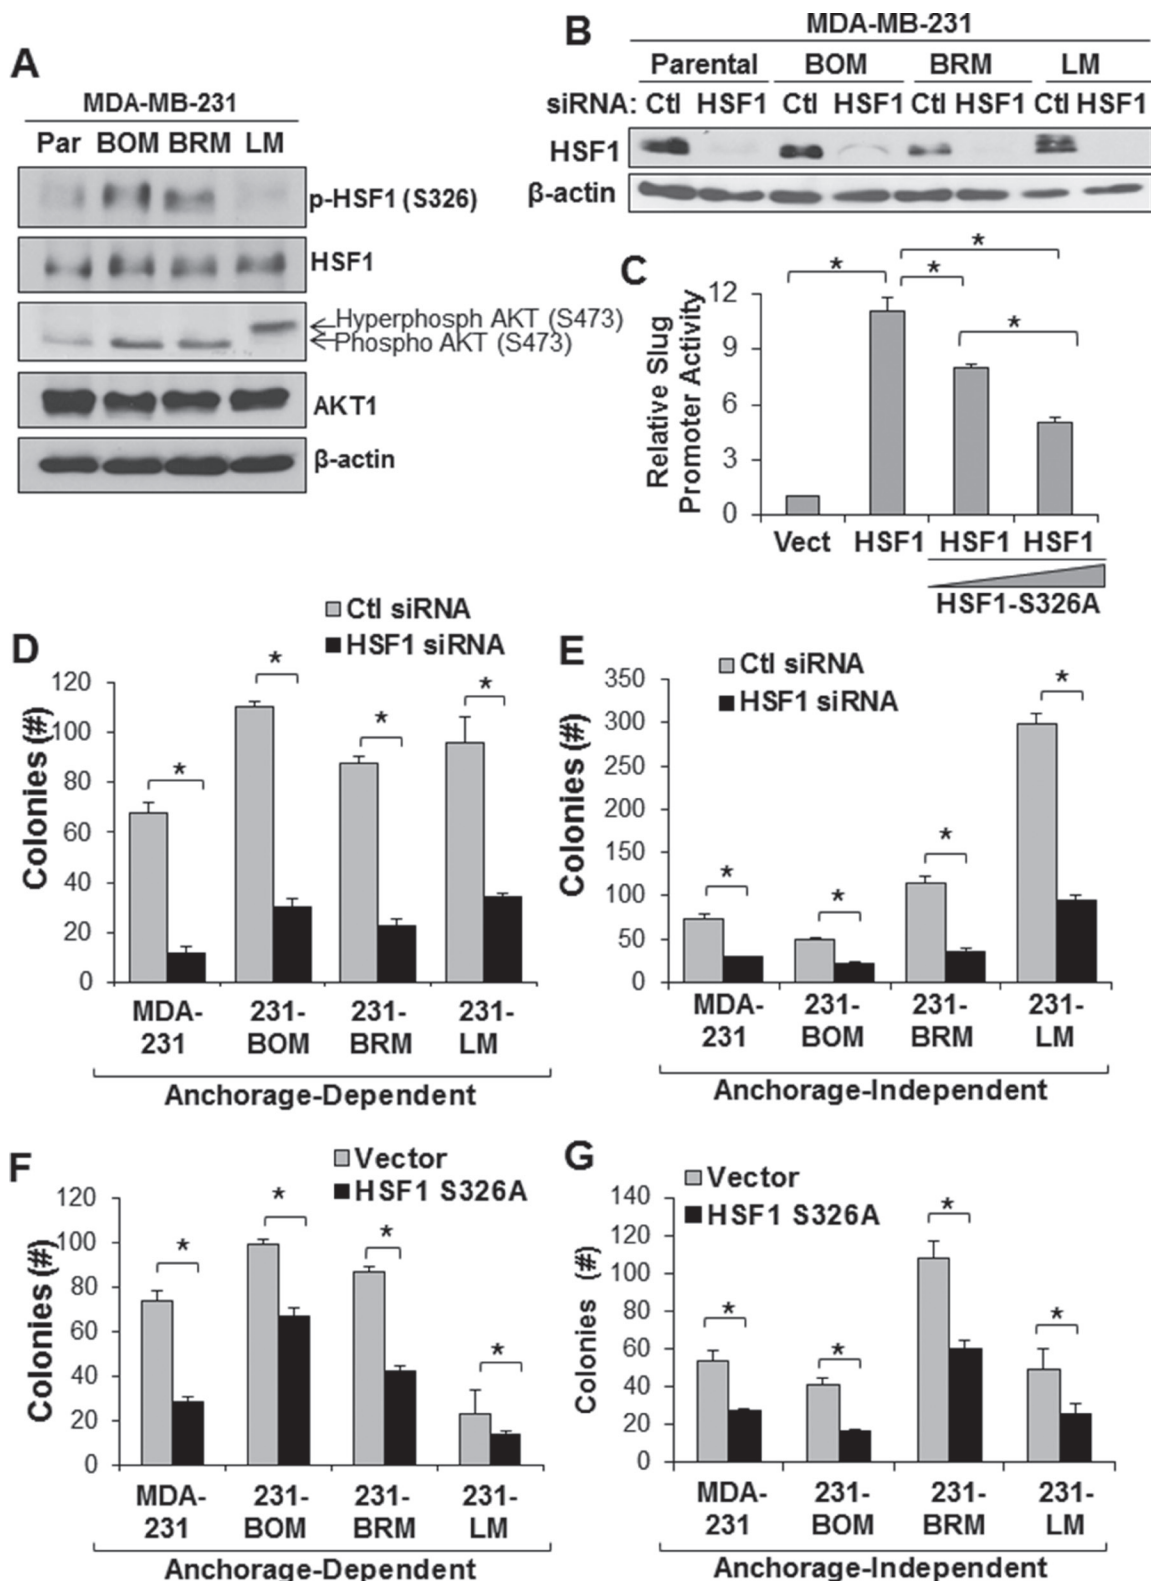 A
MDA-MB-231
Par BOM BRM LM
p-HSF1 (S326)
HSF1
Hyperphosph AKT (S473)
Phospho AKT (S473)
AKT1
β-actin
B
MDA-MB-231
Parental BOM BRM LM
siRNA: Ctl HSF1 Ctl HSF1 Ctl HSF1 Ctl HSF1
HSF1
β-actin
C
Relative Slug
Promoter Activity
12
9
6
3
0
* * * *
Vect HSF1 HSF1 HSF1
HSF1-S326A
D
Ctl siRNA
HSF1 siRNA
Colonies (#)
120
100
80
60
40
20
0
* * * *
MDA- 231- 231- 231-
231 BOM BRM LM
Anchorage-Dependent
E
Ctl siRNA
HSF1 siRNA
Colonies (#)
350
300
250
200
150
100
50
0
* * * *
MDA- 231- 231- 231-
231 BOM BRM LM
Anchorage-Independent
F
Vector
HSF1 S326A
Colonies (#)
120
100
80
60
40
20
0
* * * *
MDA- 231- 231- 231-
231 BOM BRM LM
Anchorage-Dependent
G
Vector
HSF1 S326A
Colonies (#)
140
120
100
80
60
40
20
0
* * * *
MDA- 231- 231- 231-
231 BOM BRM LM
Anchorage-Independent